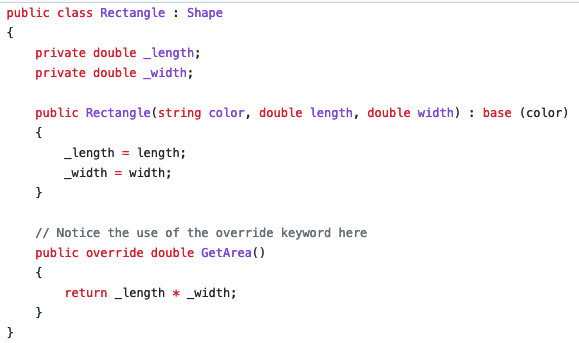 public class Rectangle : Shape
{
    private double _length;
    private double _width;

    public Rectangle(string color, double length, double width) : base (color)
    {
        _length = length;
        _width = width;
    }

    // Notice the use of the override keyword here
    public override double GetArea()
    {
        return _length * _width;
    }
}